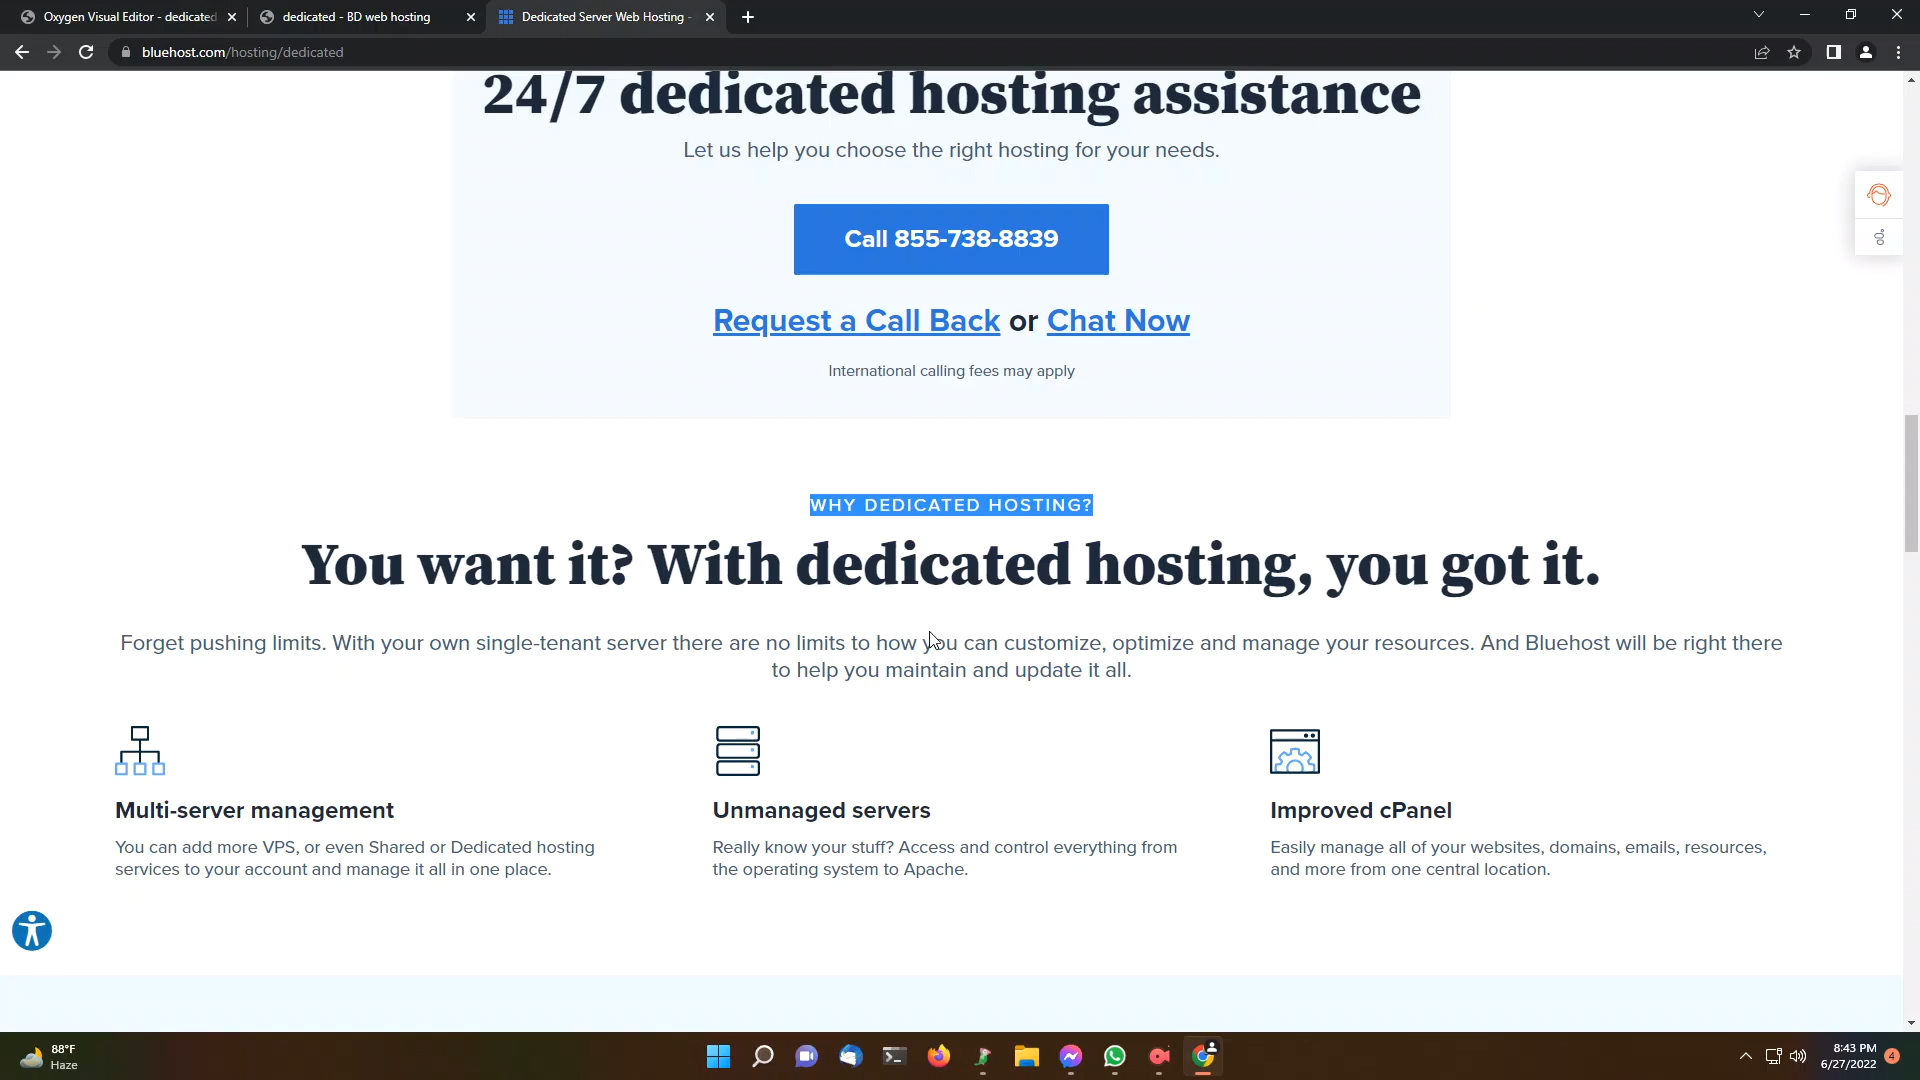 Oxygen Visual Editor - dedicated
dedicated - BD web hosting
Dedicated Server Web Hosting -
bluehost.com/hosting/dedicated
24/7 dedicated hosting assistance
Let us help you choose the right hosting for your needs.
Call 855-738-8839
Request a Call Back or Chat Now
International calling fees may apply
WHY DEDICATED HOSTING?
You want it? With dedicated hosting, you got it.
Forget pushing limits. With your own single-tenant server there are no limits to how you can customize, optimize and manage your resources. And Bluehost will be right there
to help you maintain and update it all.
Multi-server management
You can add more VPS, or even Shared or Dedicated hosting
services to your account and manage it all in one place.
Unmanaged servers
Really know your stuff? Access and control everything from
the operating system to Apache.
Improved cPanel
Easily manage all of your websites, domains, emails, resources,
and more from one central location.
88°F
Haze
8:43 PM
6/27/2022
4